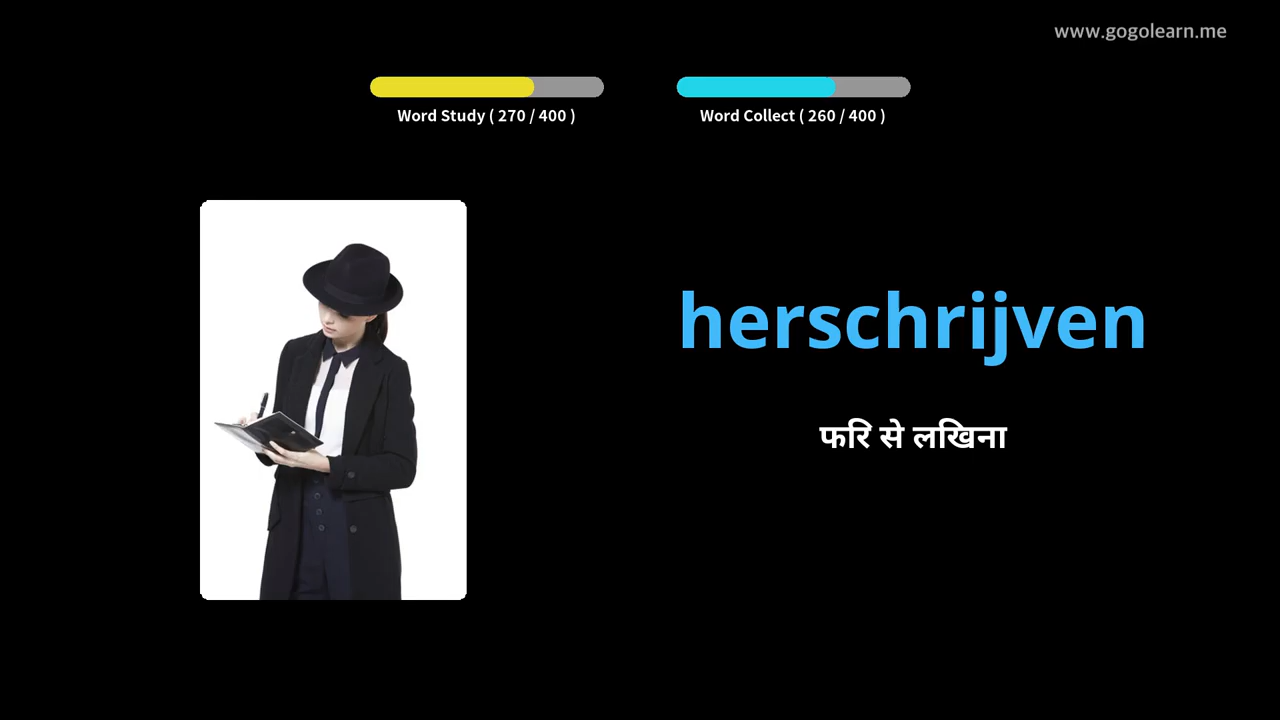 www.gogolearn.me
Word Study ( 270 / 400 )
Word Collect ( 260 / 400 )
herschrijven
फरि से लखिना